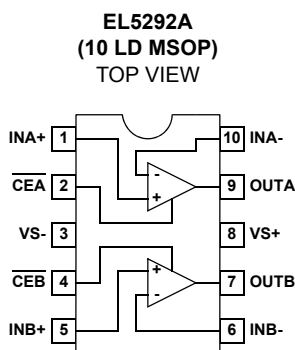 EL5292A
(10 LD MSOP)
TOP VIEW
INA+ 1 10 INA-
CEA 2 9 OUTA
VS- 3 8 VS+
CEB 4 7 OUTB
INB+ 5 6 INB-
- +
+ -